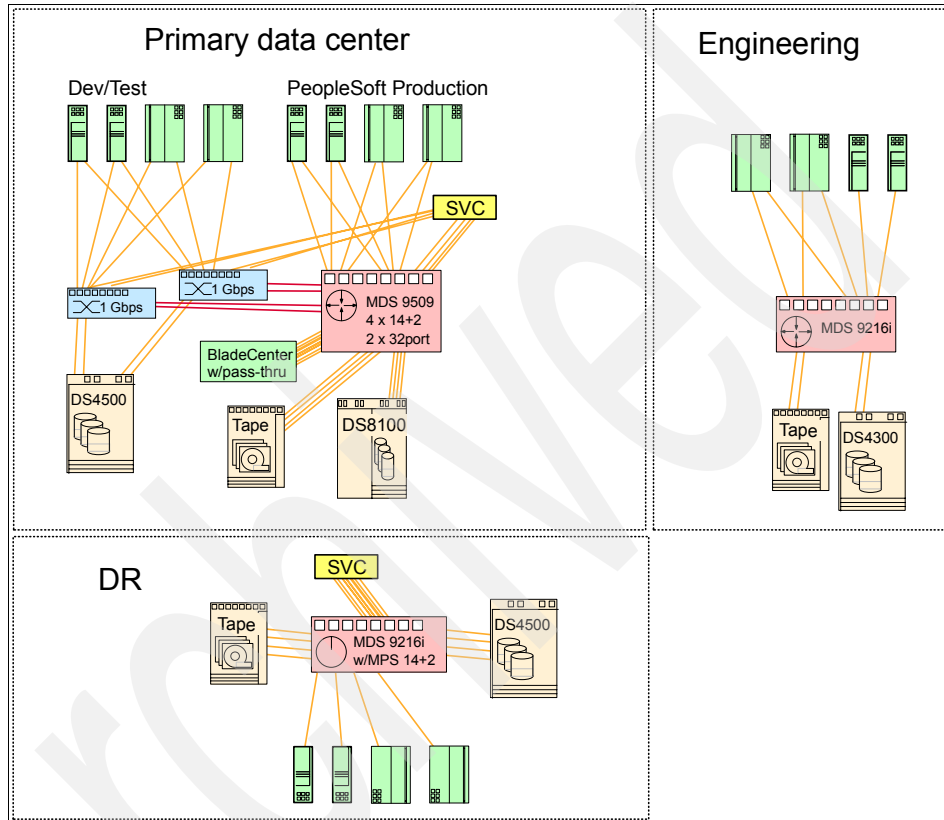 Primary data center
Engineering
Dev/Test
PeopleSoft Production
SVC
1 Gbps
1 Gbps
MDS 9509
4 x 14+2
2 x 32port
MDS 9216i
BladeCenter
w/pass-thru
DS4500
Tape
DS8100
Tape
DS4300
DR
SVC
Tape
MDS 9216i
w/MPS 14+2
DS4500
rchived